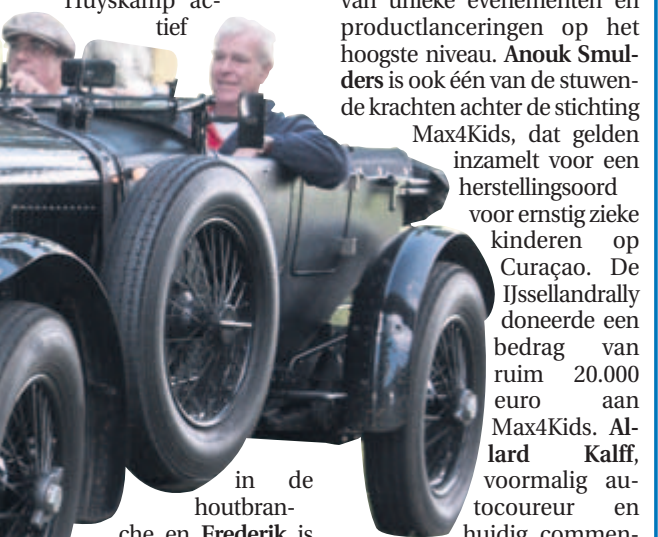 Huyskamp ac-
tief
in de
houtbran-
che en Frederik is
van unieke evenementen en
productlanceringen op het
hoogste niveau. Anouk Smul-
ders is ook één van de stuwen-
de krachten achter de stichting
Max4Kids, dat gelden
inzamelt voor een
herstellingsoord
voor ernstig zieke
kinderen op
Curaçao. De
IJssellandrally
doneerde een
bedrag van
ruim 20.000
euro aan
Max4Kids. Al-
lard Kalff,
voormalig au-
tocoureur en
huidig commen-